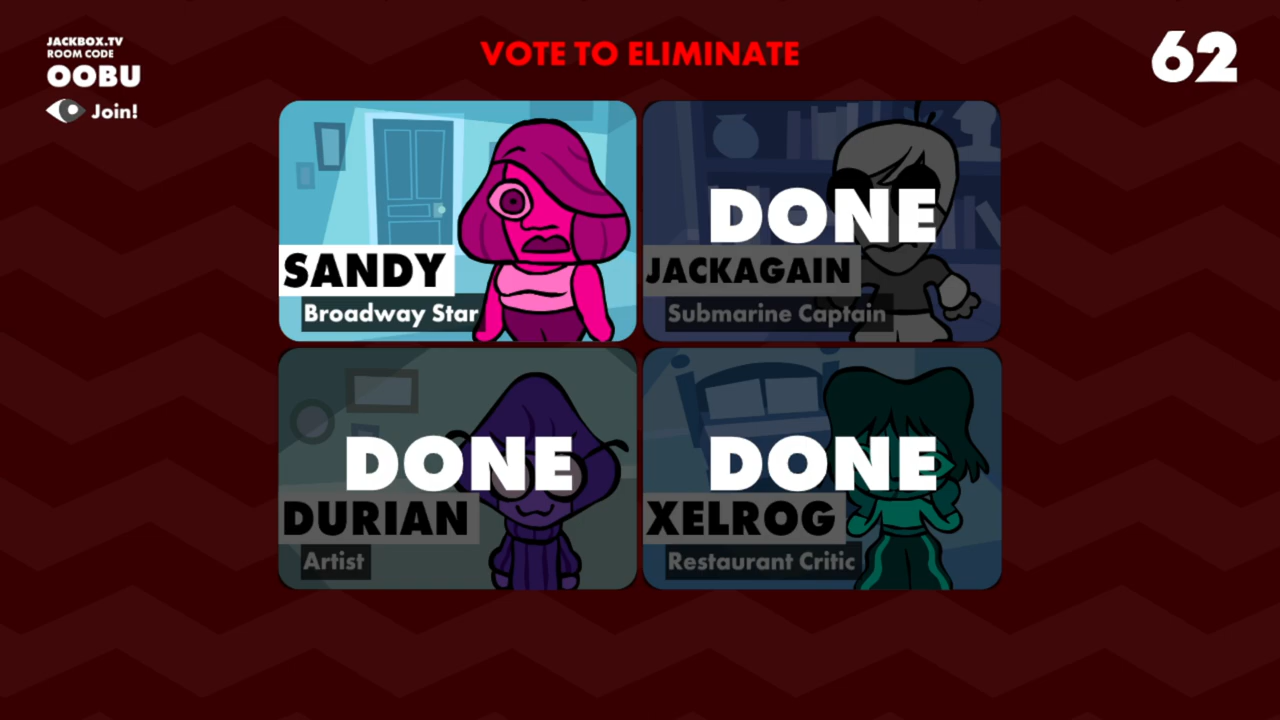 JACKBOX.TV
ROOM CODE
OOBU
Join!
VOTE TO ELIMINATE
62
SANDY
Broadway Star
DONE
JACKAGAIN
Submarine Captain
DONE
DURIAN
Artist
DONE
XELROG
Restaurant Critic